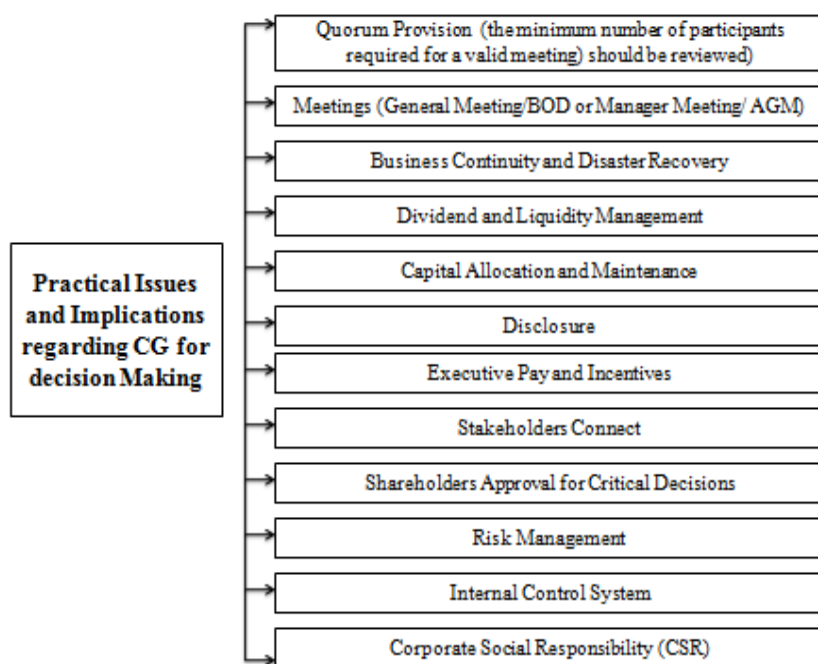 Quorum Provision (the minimum number of participants
required for a valid meeting) should be reviewed)
Meetings (General Meeting/BOD or Manager Meeting/ AGM)
Business Continuity and Disaster Recovery
Dividend and Liquidity Management
Capital Allocation and Maintenance
Practical Issues
and Implications
regarding CG for
decision Making
Disclosure
Executive Pay and Incentives
Stakeholders Connect
Shareholders Approval for Critical Decisions
Risk Management
Internal Control System
Corporate Social Responsibility (CSR)